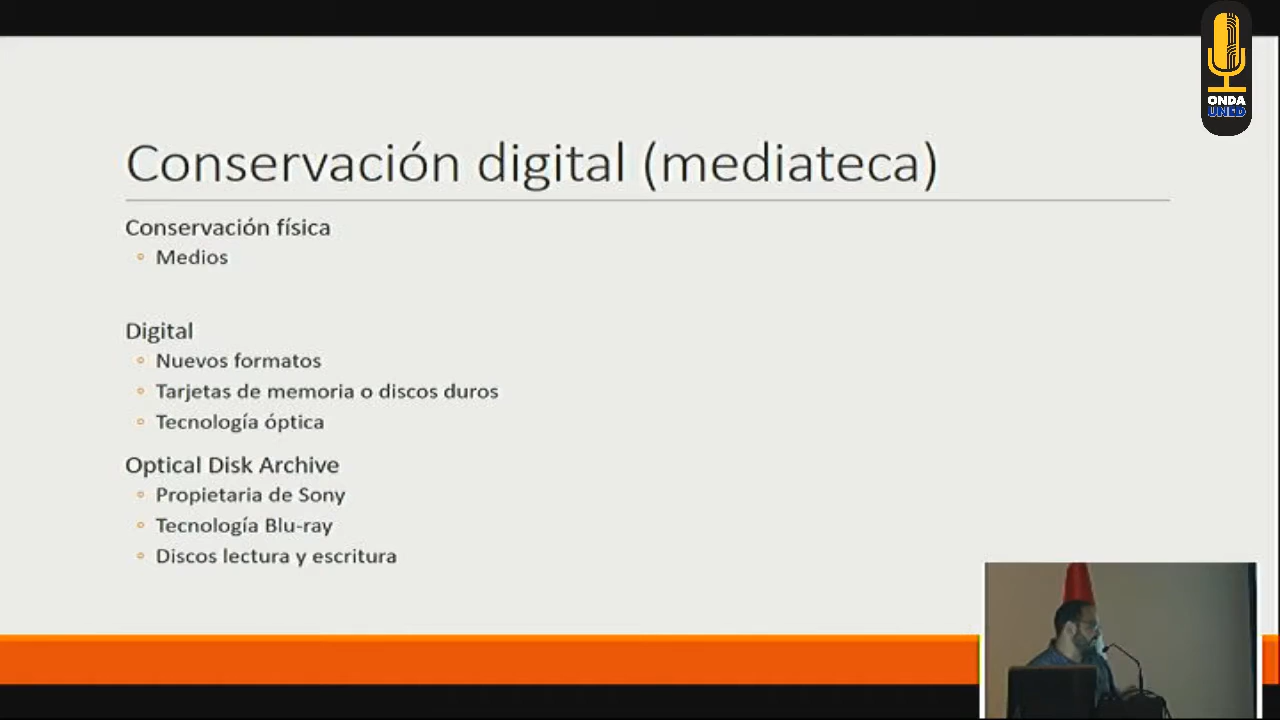 ONDA
UNED
Conservación digital (mediateca)
Conservación física
Medios
Digital
Nuevos formatos
Tarjetas de memoria o discos duros
Tecnología óptica
Optical Disk Archive
Propietaria de Sony
Tecnología Blu-ray
Discos lectura y escritura